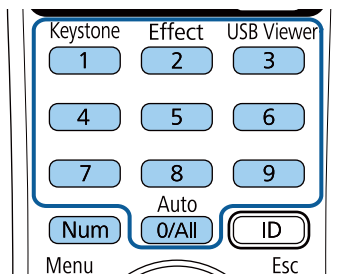 Keystone Effect USB Viewer
1 2 3
4 5 6
7 8 9
Auto
Num 0/All ID
Menu Esc